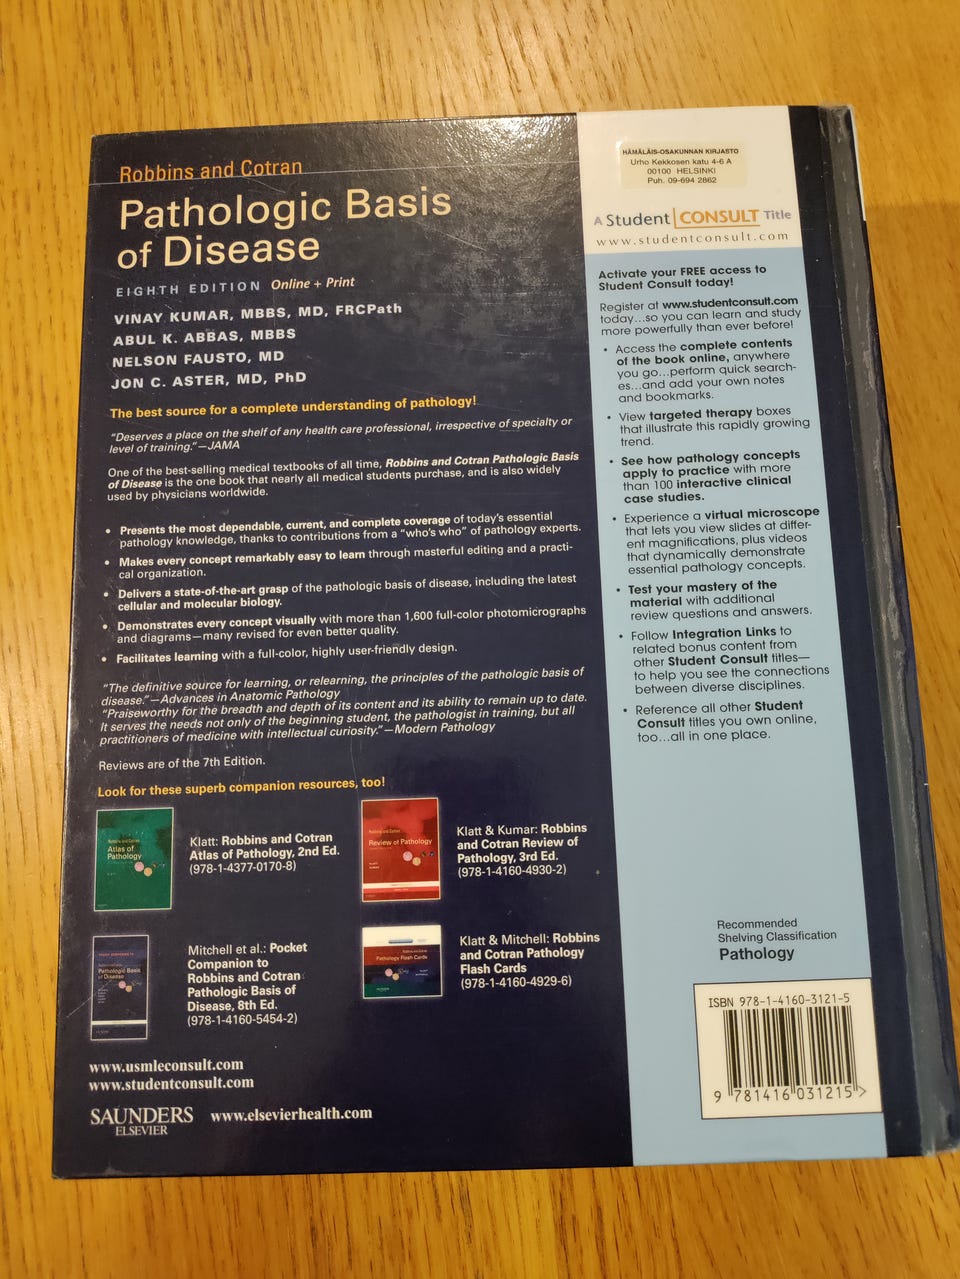 Robbins and Cotran
Pathologic Basis
of Disease
EIGHTH EDITION Online + Print
VINAY KUMAR, MBBS, MD, FRCPath
ABUL K. ABBAS, MBBS
NELSON FAUSTO, MD
JON C. ASTER, MD, PhD
The best source for a complete understanding of pathology!
"Deserves a place on the shelf of any health care professional, irrespective of specialty or
level of training."—JAMA
One of the best-selling medical textbooks of all time, Robbins and Cotran Pathologic Basis
of Disease is the one book that nearly all medical students purchase, and is also widely
used by physicians worldwide.
• Presents the most dependable, current, and complete coverage of today's essential
pathology knowledge, thanks to contributions from a "who's who" of pathology experts.
• Makes every concept remarkably easy to learn through masterful editing and a practi-
cal organization.
• Delivers a state-of-the-art grasp of the pathologic basis of disease, including the latest
cellular and molecular biology.
• Demonstrates every concept visually with more than 1,600 full-color photomicrographs
and diagrams—many revised for even better quality.
• Facilitates learning with a full-color, highly user-friendly design.
"The definitive source for learning, or relearning, the principles of the pathologic basis of
disease."—Advances in Anatomic Pathology
"Praiseworthy for the breadth and depth of its content and its ability to remain up to date.
It serves the needs not only of the beginning student, the pathologist in training, but all
practitioners of medicine with intellectual curiosity."—Modern Pathology
Reviews are of the 7th Edition.
Look for these superb companion resources, too!
Robbins and Cotran
Atlas of
Pathology
Klatt: Robbins and Cotran
Atlas of Pathology, 2nd Ed.
(978-1-4377-0170-8)
Robbins and Cotran
Review of Pathology
Klatt & Kumar: Robbins
and Cotran Review of
Pathology, 3rd Ed.
(978-1-4160-4930-2)
Pathologic Basis
of Disease
Mitchell et al.: Pocket
Companion to
Robbins and Cotran
Pathologic Basis of
Disease, 8th Ed.
(978-1-4160-5454-2)
Robbins and Cotran
Pathology Flash Cards
Klatt & Mitchell: Robbins
and Cotran Pathology
Flash Cards
(978-1-4160-4929-6)
www.usmleconsult.com
www.studentconsult.com
SAUNDERS
ELSEVIER
www.elsevierhealth.com
HÄMÄLÄIS-OSAKUNNAN KIRJASTO
Urho Kekkosen katu 4-6 A
00100 HELSINKI
Puh. 09-694 2862
A Student CONSULT Title
www.studentconsult.com
Activate your FREE access to
Student Consult today!
Register at www.studentconsult.com
today...so you can learn and study
more powerfully than ever before!
• Access the complete contents
of the book online, anywhere
you go...perform quick search-
es...and add your own notes
and bookmarks.
• View targeted therapy boxes
that illustrate this rapidly growing
trend.
• See how pathology concepts
apply to practice with more
than 100 interactive clinical
case studies.
• Experience a virtual microscope
that lets you view slides at differ-
ent magnifications, plus videos
that dynamically demonstrate
essential pathology concepts.
• Test your mastery of the
material with additional
review questions and answers.
• Follow Integration Links to
related bonus content from
other Student Consult titles—
to help you see the connections
between diverse disciplines.
• Reference all other Student
Consult titles you own online,
too...all in one place.
Recommended
Shelving Classification
Pathology
ISBN 978-1-4160-3121-5
9 781416 031215 >